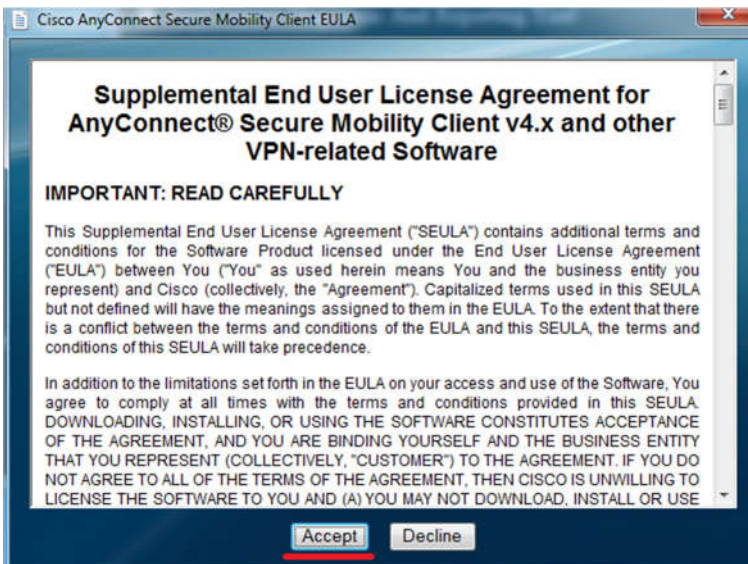 Cisco AnyConnect Secure Mobility Client EULA
Supplemental End User License Agreement for
AnyConnect® Secure Mobility Client v4.x and other
VPN-related Software
IMPORTANT: READ CAREFULLY
This Supplemental End User License Agreement ("SEULA") contains additional terms and
conditions for the Software Product licensed under the End User License Agreement
("EULA") between You ("You" as used herein means You and the business entity you
represent) and Cisco (collectively, the "Agreement"). Capitalized terms used in this SEULA
but not defined will have the meanings assigned to them in the EULA. To the extent that there
is a conflict between the terms and conditions of the EULA and this SEULA, the terms and
conditions of this SEULA will take precedence.
In addition to the limitations set forth in the EULA on your access and use of the Software, You
agree to comply at all times with the terms and conditions provided in this SEULA.
DOWNLOADING, INSTALLING, OR USING THE SOFTWARE CONSTITUTES ACCEPTANCE
OF THE AGREEMENT, AND YOU ARE BINDING YOURSELF AND THE BUSINESS ENTITY
THAT YOU REPRESENT (COLLECTIVELY, "CUSTOMER") TO THE AGREEMENT. IF YOU DO
NOT AGREE TO ALL OF THE TERMS OF THE AGREEMENT, THEN CISCO IS UNWILLING TO
LICENSE THE SOFTWARE TO YOU AND (A) YOU MAY NOT DOWNLOAD, INSTALL OR USE
Accept Decline